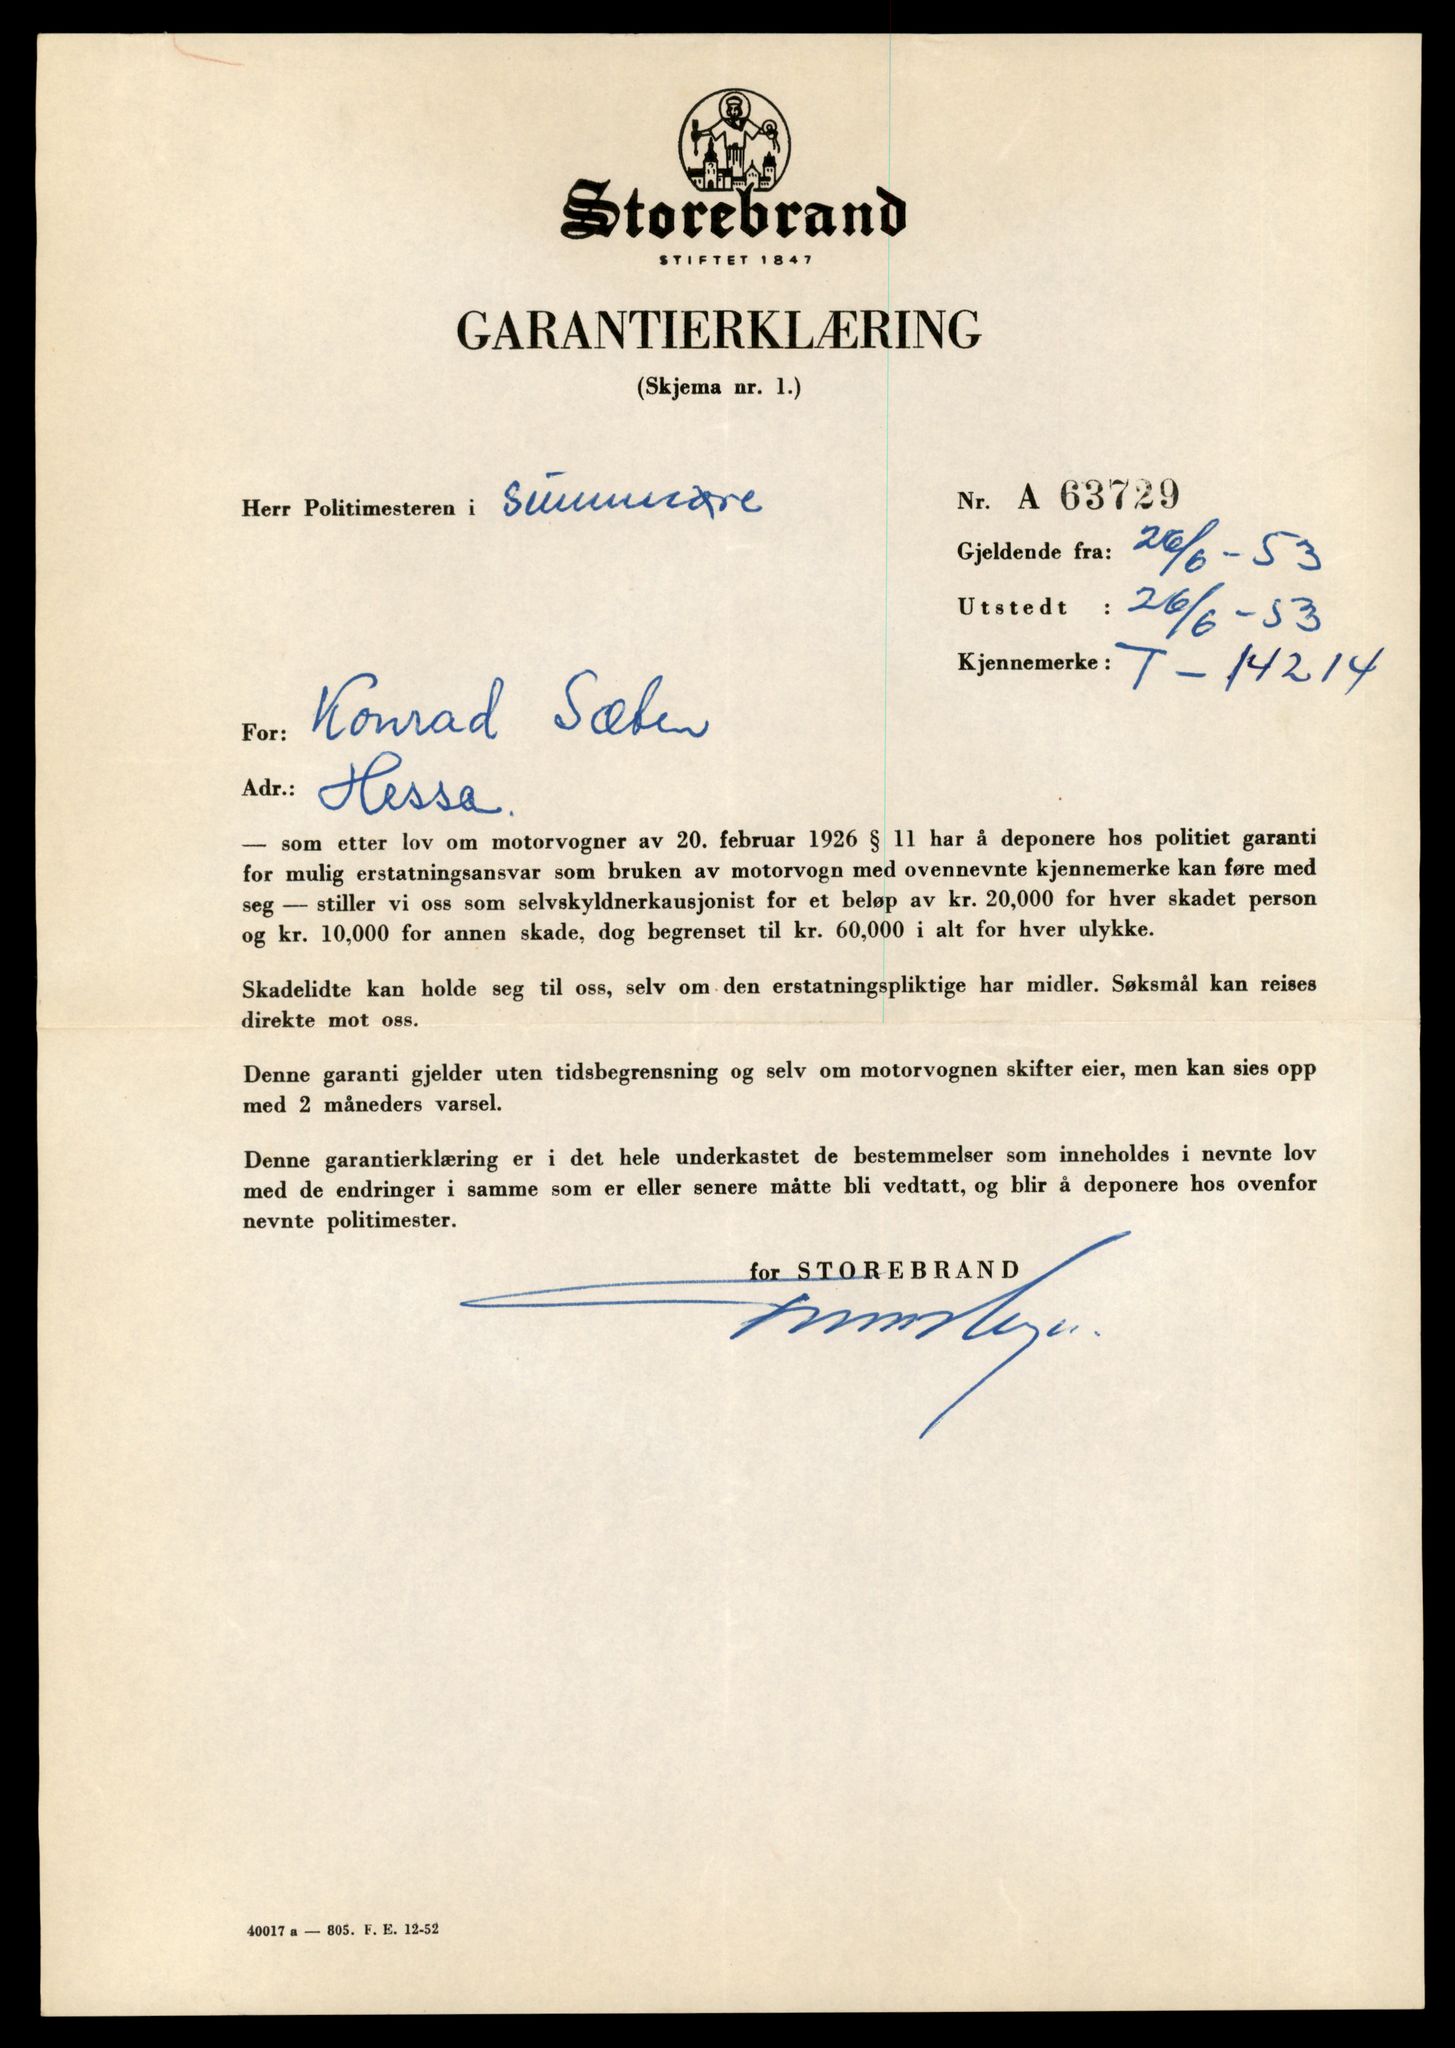 Storebrand
STIFTET 1847
GARANTIERKLÆRING
(Skjema nr. 1.)
Herr Politimesteren i Sunnmøre
Nr. A 63729
Gjeldende fra: 26/6 - 53
Utstedt : 26/6 - 53
Kjennemerke: T - 14214
For: Konrad Sæter
Adr.: Hessa.
— som etter lov om motorvogner av 20. februar 1926 § 11 har å deponere hos politiet garanti
for mulig erstatningsansvar som bruken av motorvogn med ovennevnte kjennemerke kan føre med
seg — stiller vi oss som selvskyldnerkausjonist for et beløp av kr. 20,000 for hver skadet person
og kr. 10,000 for annen skade, dog begrenset til kr. 60,000 i alt for hver ulykke.
Skadelidte kan holde seg til oss, selv om den erstatningspliktige har midler. Søksmål kan reises
direkte mot oss.
Denne garanti gjelder uten tidsbegrensning og selv om motorvognen skifter eier, men kan sies opp
med 2 måneders varsel.
Denne garantierklæring er i det hele underkastet de bestemmelser som inneholdes i nevnte lov
med de endringer i samme som er eller senere måtte bli vedtatt, og blir å deponere hos ovenfor
nevnte politimester.
for STOREBRAND
40017 a — 805. F. E. 12-52